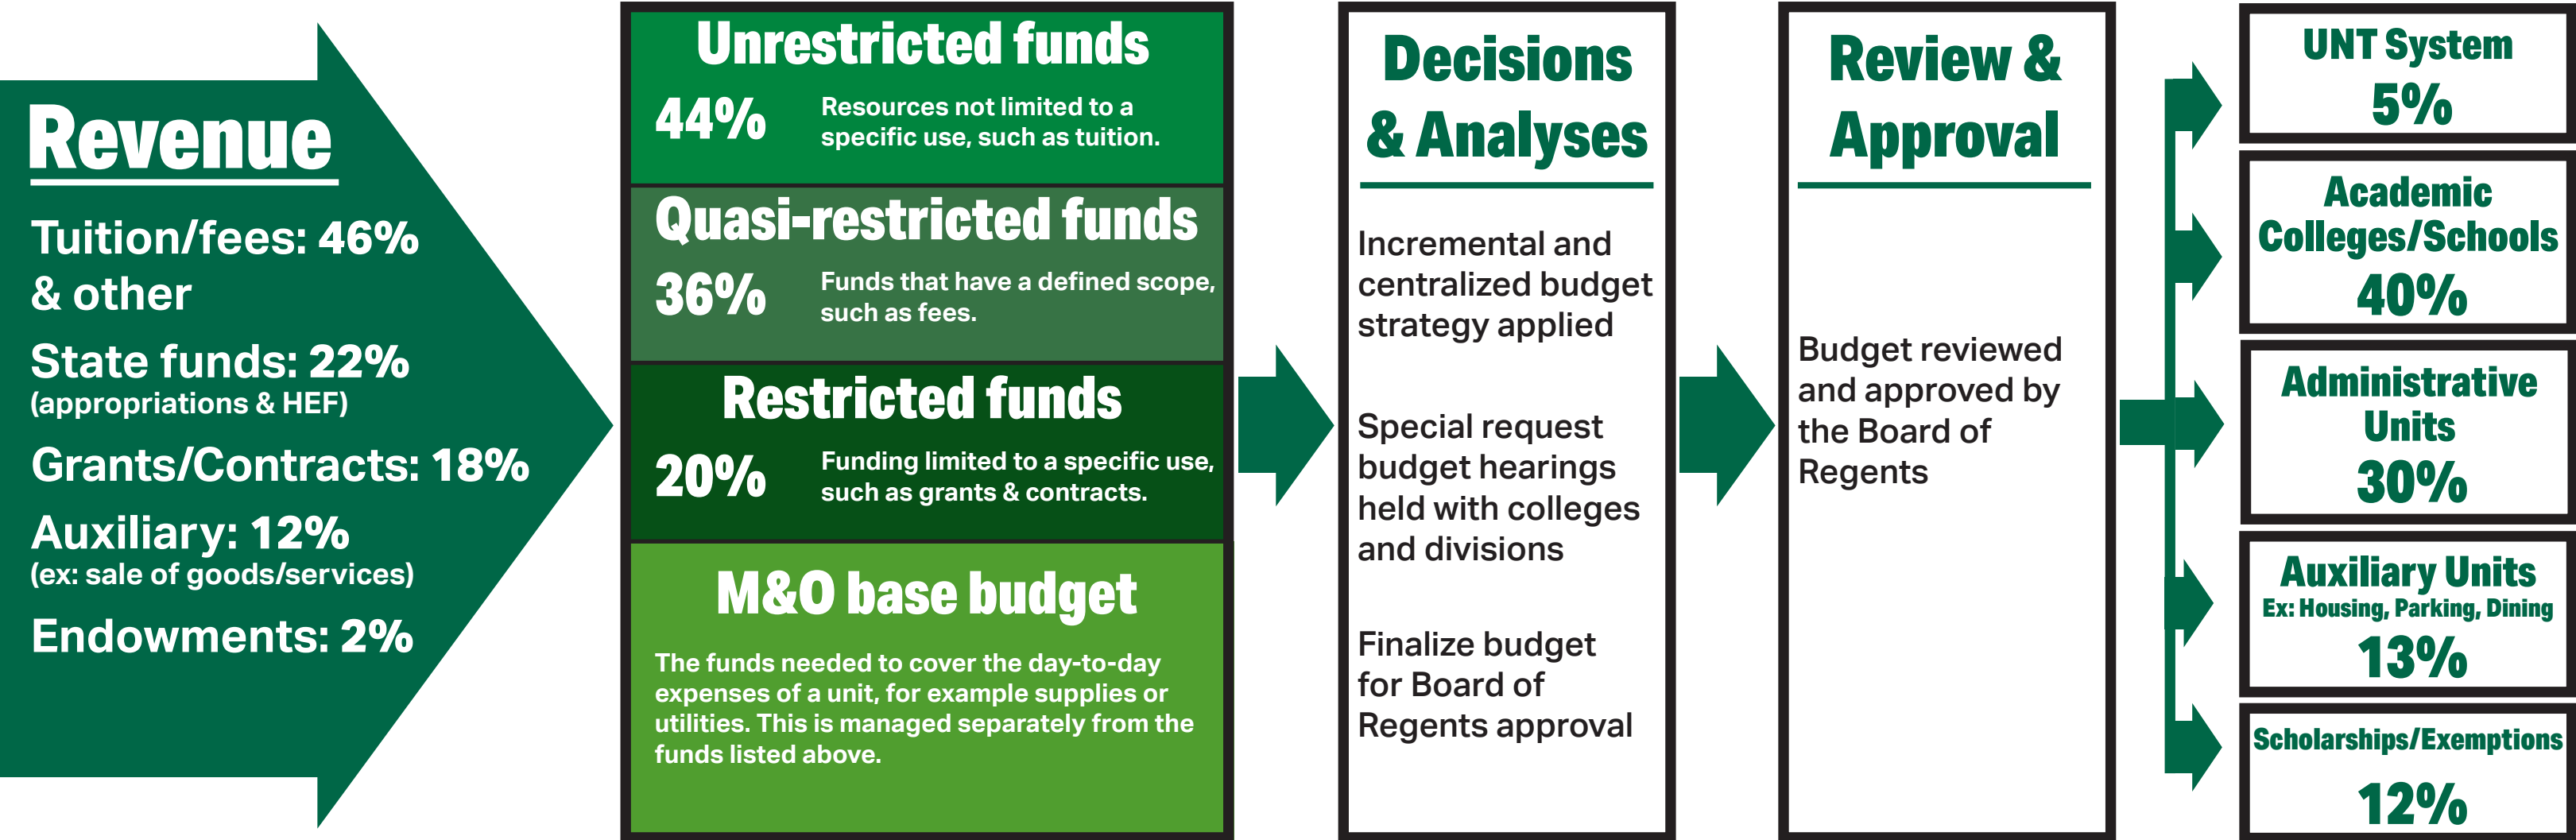 Revenue
Tuition/fees: 46%
& other
State funds: 22%
(appropriations & HEF)
Grants/Contracts: 18%
Auxiliary: 12%
(ex: sale of goods/services)
Endowments: 2%
Unrestricted funds
44%
Resources not limited to a
specific use, such as tuition.
Quasi-restricted funds
36%
Funds that have a defined scope,
such as fees.
Restricted funds
20%
Funding limited to a specific use,
such as grants & contracts.
M&O base budget
The funds needed to cover the day-to-day
expenses of a unit, for example supplies or
utilities. This is managed separately from the
funds listed above.
Decisions
& Analyses
Incremental and
centralized budget
strategy applied
Special request
budget hearings
held with colleges
and divisions
Finalize budget
for Board of
Regents approval
Review &
Approval
Budget reviewed
and approved by
the Board of
Regents
UNT System
5%
Academic
Colleges/Schools
40%
Administrative
Units
30%
Auxiliary Units
Ex: Housing, Parking, Dining
13%
Scholarships/Exemptions
12%